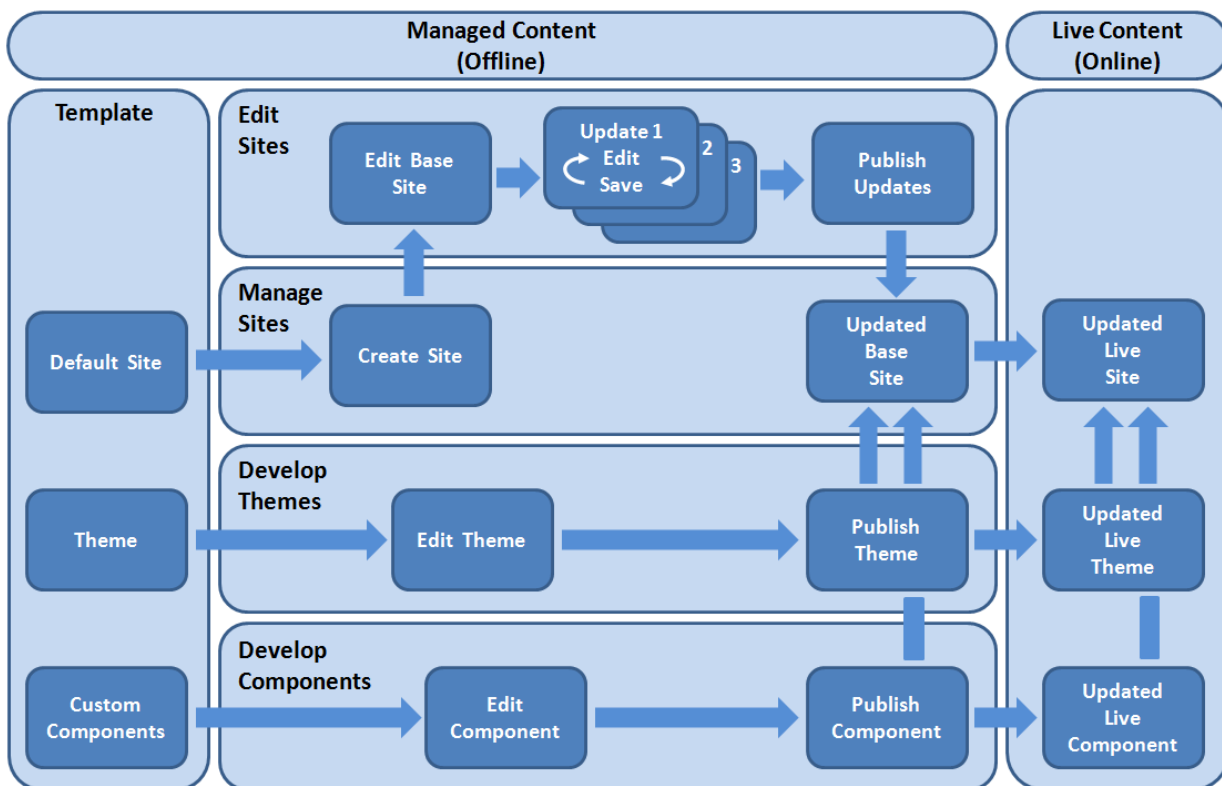 Managed Content
(Offline)
Live Content
(Online)
Template
Edit
Sites
Edit Base
Site
Update 1
Edit
Save
2
3
Publish
Updates
Manage
Sites
Default Site
Create Site
Updated
Base
Site
Updated
Live
Site
Develop
Themes
Theme
Edit Theme
Publish
Theme
Updated
Live
Theme
Develop
Components
Custom
Components
Edit
Component
Publish
Component
Updated
Live
Component